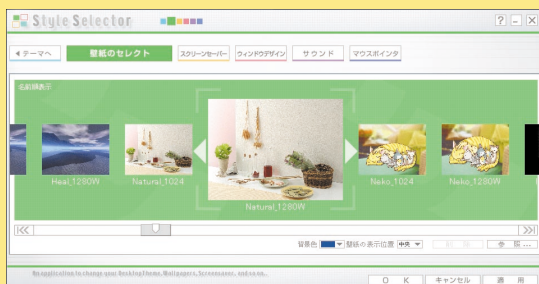 Style Selector
? – X
テーマへ 壁紙のセレクト スクリーンセーバー ウィンドウデザイン サウンド マウスポインタ
名前順表示
Heal_1280W Natural_1024 Natural_1280W Neko_1024 Neko_1280W
背景色 壁紙の表示位置 中央 削 除 参 照 ...
An application to change your DesktopTheme, Wallpapers, Screensaver, and so on..
O K キャンセル 適 用